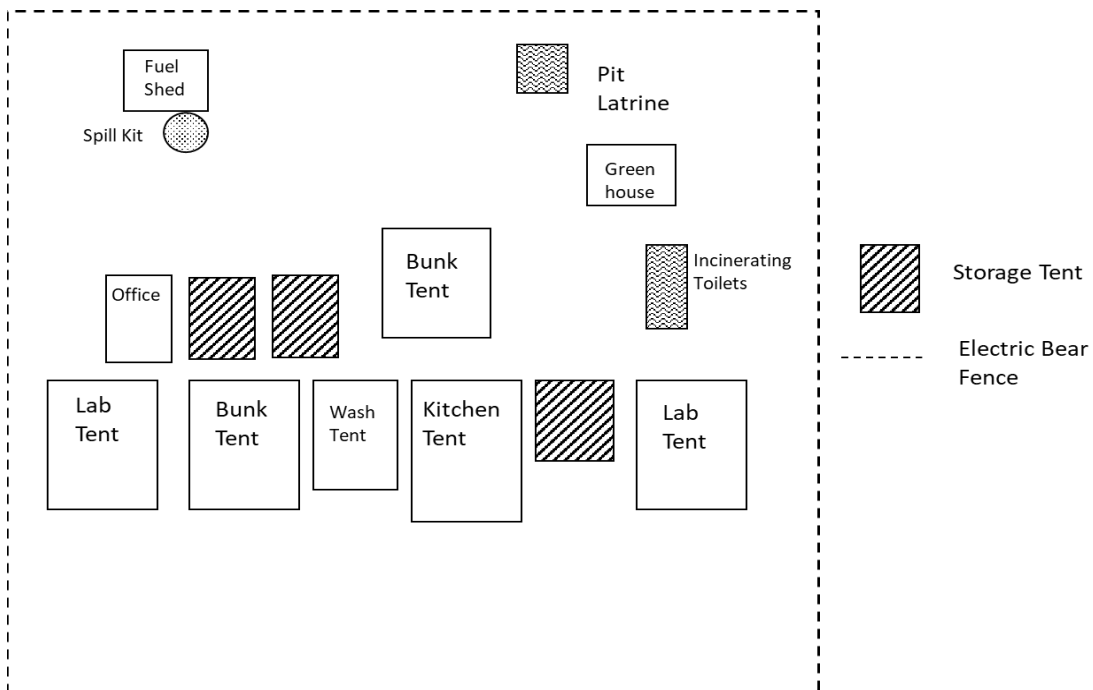 Fuel
Shed
Spill Kit
Pit
Latrine
Green
house
Bunk
Tent
Incinerating
Toilets
Office
Storage Tent
Electric Bear
Fence
Lab
Tent
Bunk
Tent
Wash
Tent
Kitchen
Tent
Lab
Tent